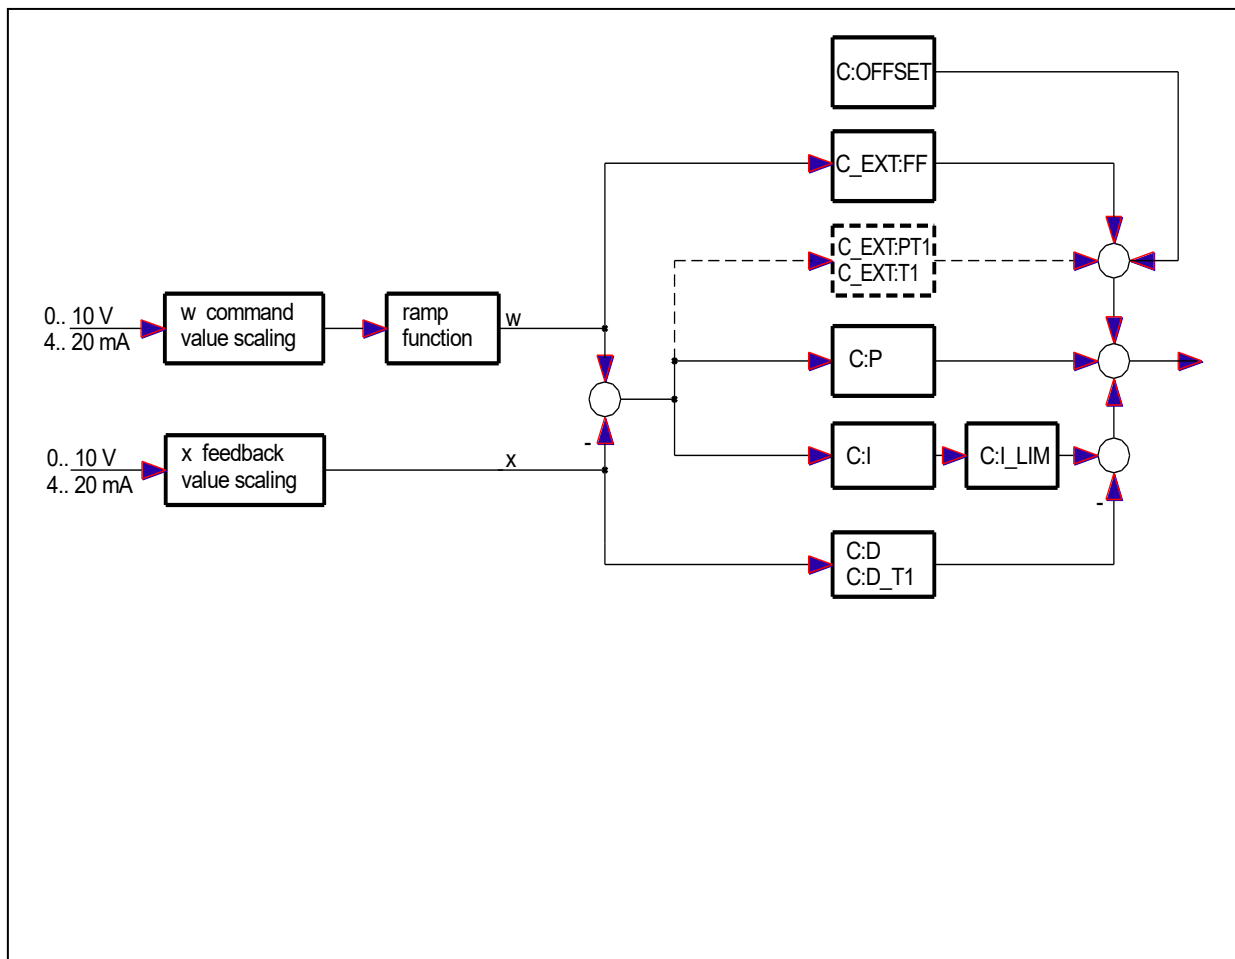 C:OFFSET
C_EXT:FF
C_EXT:PT1
C_EXT:T1
0.. 10 V
4.. 20 mA
w command
value scaling
ramp
function
w
C:P
0.. 10 V
4.. 20 mA
x feedback
value scaling
x
-
C:I
C:I_LIM
-
C:D
C:D_T1